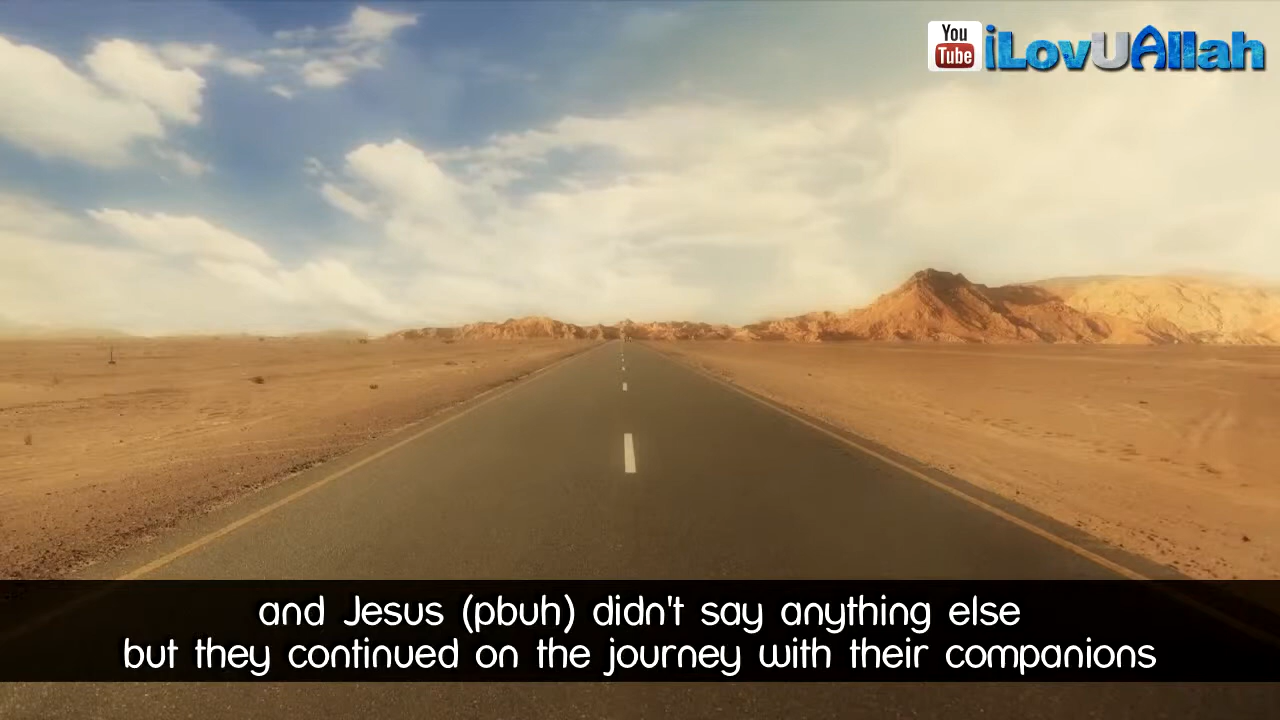 You
Tube
iLovUAllah
and Jesus (pbuh) didn't say anything else
but they continued on the journey with their companions